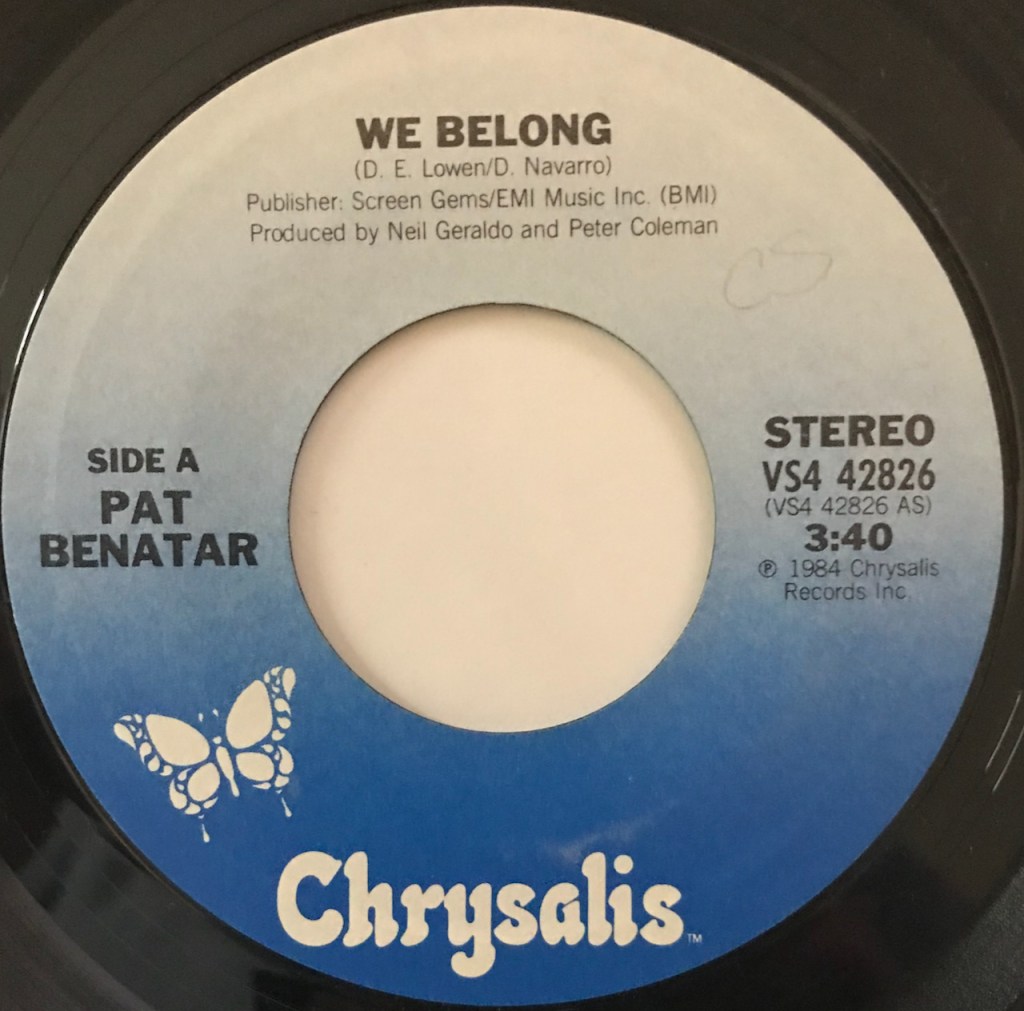 WE BELONG
(D. E. Lowen/D. Navarro)
Publisher: Screen Gems/EMI Music Inc. (BMI)
Produced by Neil Geraldo and Peter Coleman
SIDE A
PAT
BENATAR
STEREO
VS4 42826
(VS4 42826 AS)
3:40
℗ 1984 Chrysalis
Records Inc.
Chrysalis™